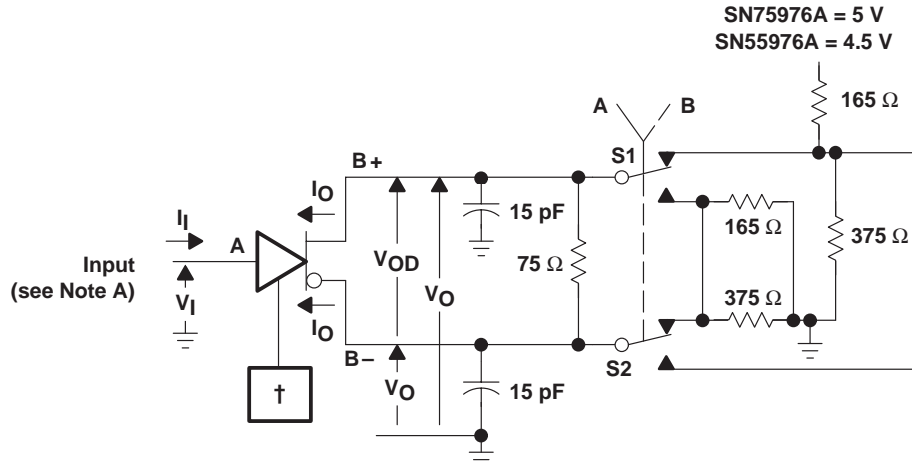 SN75976A = 5 V
SN55976A = 4.5 V
165 Ω
A
B
S1
B+
IO
II
15 pF
165 Ω
A
375 Ω
Input
(see Note A)
VOD
75 Ω
VO
VI
375 Ω
IO
B–
S2
†
VO
15 pF